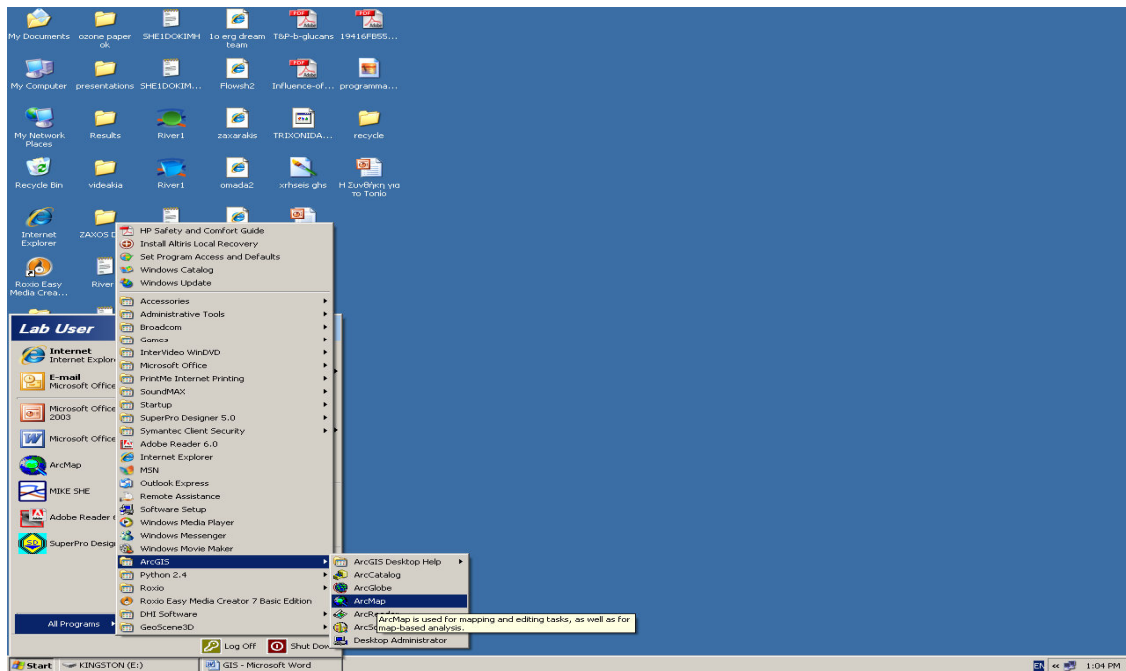 My Documents
ozone paper ok
SHE1DOKIMH
1o erg dream team
T&P-b-glucans
19416FB55...
My Computer
presentations
SHE1DOKIM...
Flowsh2
Influence-of...
programma...
My Network Places
Results
River1
zaxarakis
TRIXONIDA...
recycle
Recycle Bin
videakia
River1
omada2
xrhseis ghs
Η Συνθήκη για το Τοπίο
Internet Explorer
ZAXOS
Roxio Easy Media Crea...
River
HP Safety and Comfort Guide
Install Altiris Local Recovery
Set Program Access and Defaults
Windows Catalog
Windows Update
Accessories
Administrative Tools
Broadcom
Games
InterVideo WinDVD
Microsoft Office
PrintMe Internet Printing
SoundMAX
Startup
SuperPro Designer 5.0
Symantec Client Security
Adobe Reader 6.0
Internet Explorer
MSN
Outlook Express
Remote Assistance
Software Setup
Windows Media Player
Windows Messenger
Windows Movie Maker
ArcGIS
Python 2.4
Roxio
Roxio Easy Media Creator 7 Basic Edition
DHI Software
GeoScene3D
Lab User
Internet
Internet Explor
E-mail
Microsoft Office
Microsoft Office
2003
Microsoft Office
ArcMap
MIKE SHE
Adobe Reader
SuperPro Desig
All Programs
ArcGIS Desktop Help
ArcCatalog
ArcGlobe
ArcMap
ArcReader
ArcSc
Desktop Administrator
ArcMap is used for mapping and editing tasks, as well as for
map-based analysis.
Log Off
Shut Dow
Start
KINGSTON (E:)
GIS - Microsoft Word
EN
1:04 PM